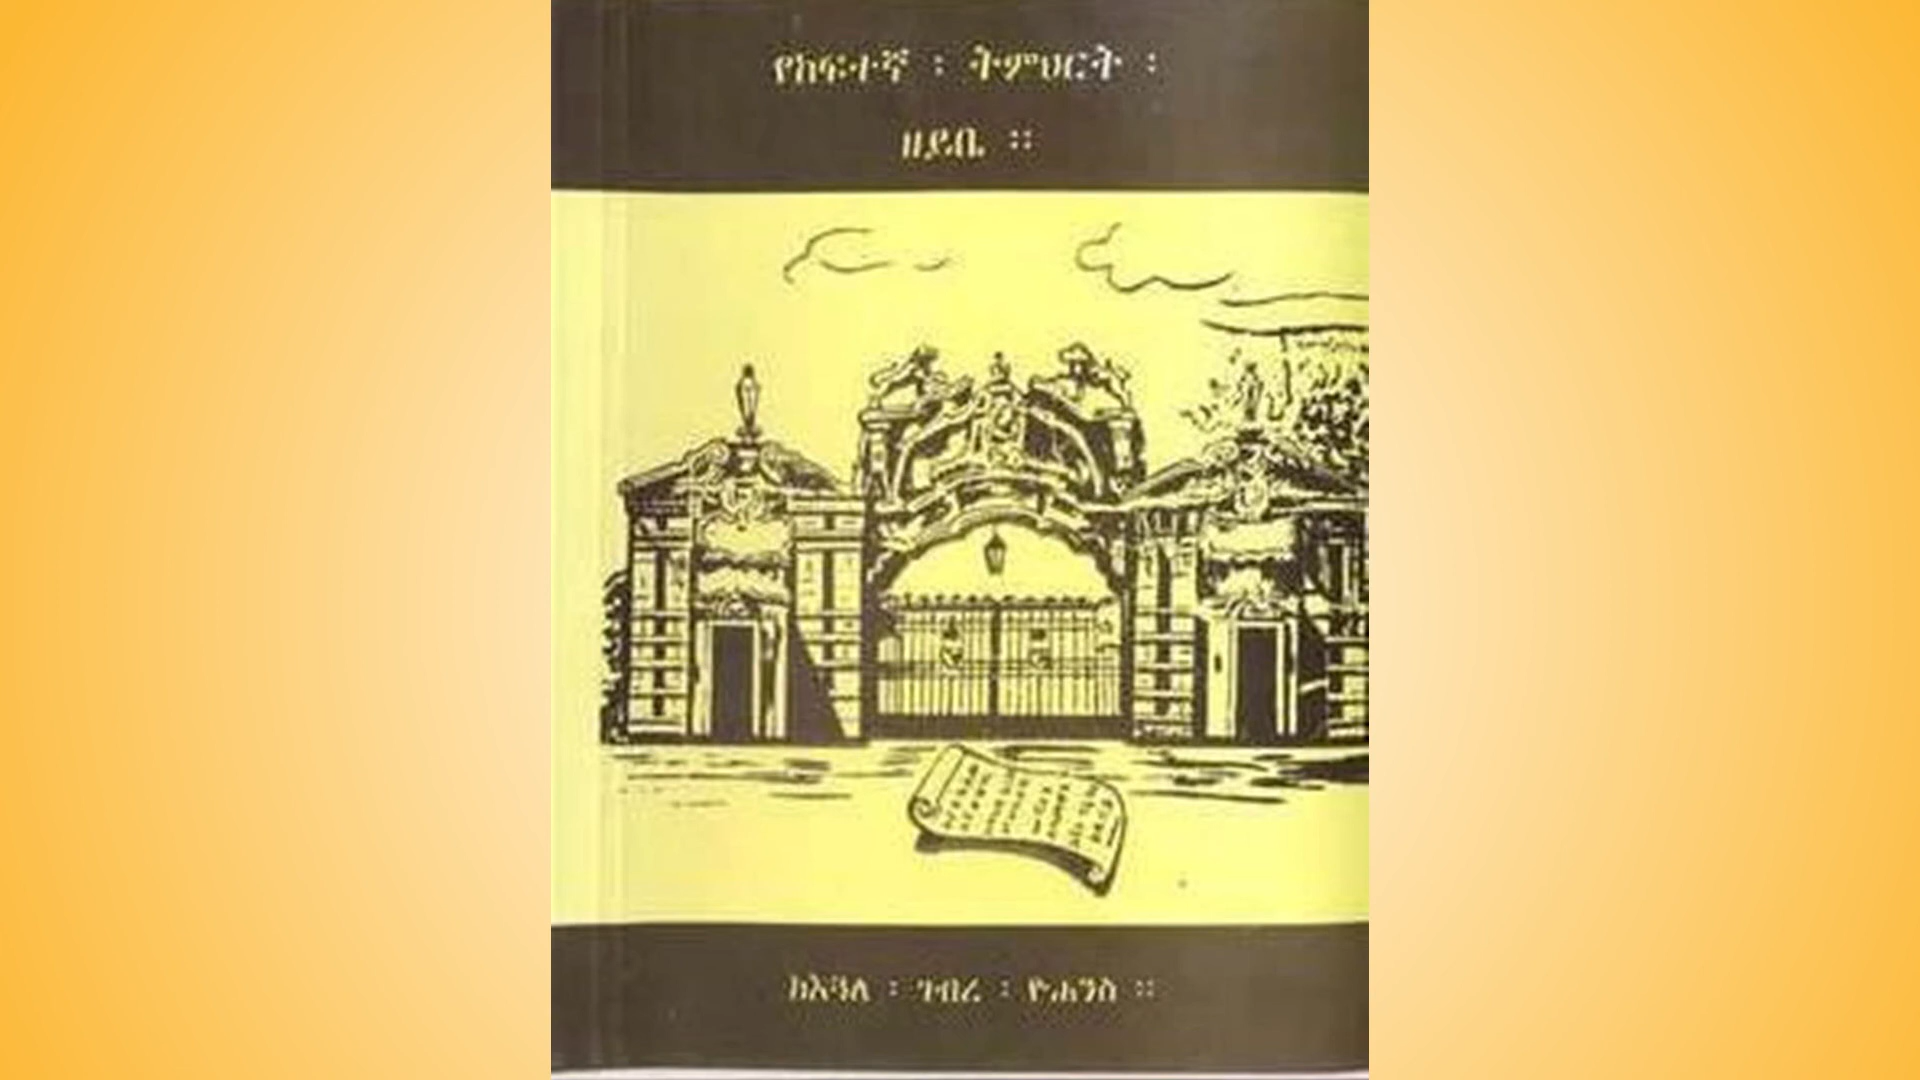 የከፍተኛ ፡ ትምህርት ፡
ዘይቤ ።
ከእጓለ ፡ ገብረ ፡ ዮሐንስ ።